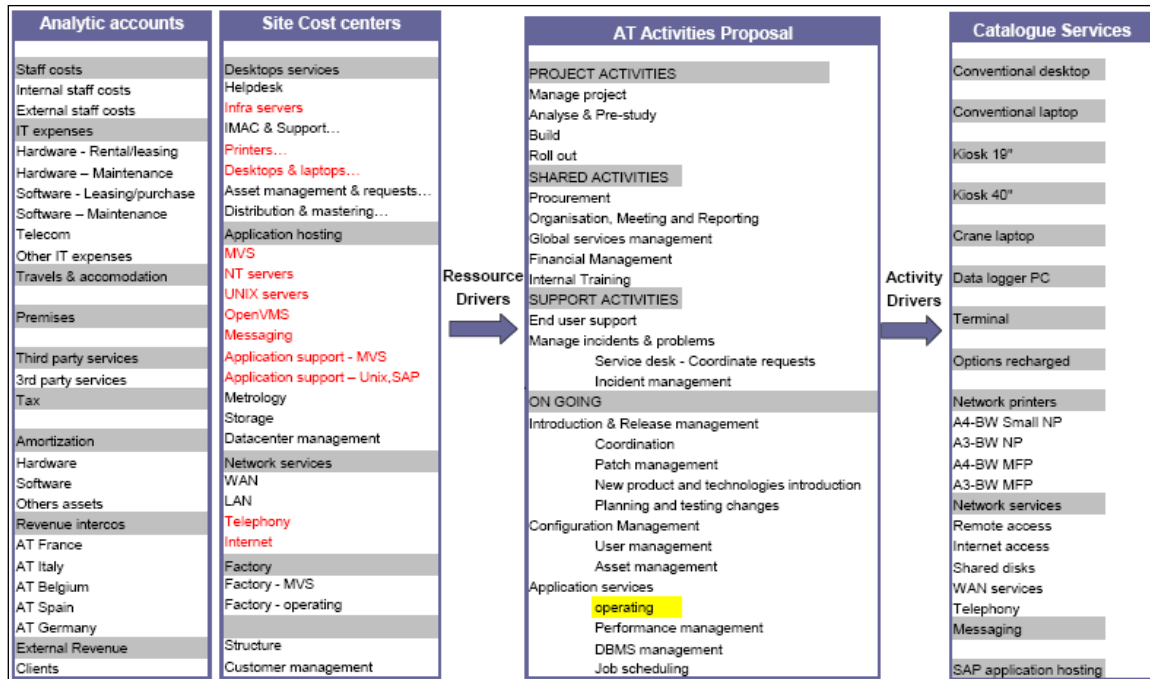 Analytic accounts
Staff costs
Internal staff costs
External staff costs
IT expenses
Hardware - Rental/leasing
Hardware – Maintenance
Software - Leasing/purchase
Software – Maintenance
Telecom
Other IT expenses
Travels & accomodation
Premises
Third party services
3rd party services
Tax
Amortization
Hardware
Software
Others assets
Revenue intercos
AT France
AT Italy
AT Belgium
AT Spain
AT Germany
External Revenue
Clients
Site Cost centers
Desktops services
Helpdesk
Infra servers
IMAC & Support…
Printers…
Desktops & laptops…
Asset management & requests…
Distribution & mastering…
Application hosting
MVS
NT servers
UNIX servers
OpenVMS
Messaging
Application support - MVS
Application support – Unix,SAP
Metrology
Storage
Datacenter management
Network services
WAN
LAN
Telephony
Internet
Factory
Factory - MVS
Factory - operating
Structure
Customer management
Ressource
Drivers
AT Activities Proposal
PROJECT ACTIVITIES
Manage project
Analyse & Pre-study
Build
Roll out
SHARED ACTIVITIES
Procurement
Organisation, Meeting and Reporting
Global services management
Financial Management
Internal Training
SUPPORT ACTIVITIES
End user support
Manage incidents & problems
Service desk - Coordinate requests
Incident management
ON GOING
Introduction & Release management
Coordination
Patch management
New product and technologies introduction
Planning and testing changes
Configuration Management
User management
Asset management
Application services
operating
Performance management
DBMS management
Job scheduling
Activity
Drivers
Catalogue Services
Conventional desktop
Conventional laptop
Kiosk 19"
Kiosk 40"
Crane laptop
Data logger PC
Terminal
Options recharged
Network printers
A4-BW Small NP
A3-BW NP
A4-BW MFP
A3-BW MFP
Network services
Remote access
Internet access
Shared disks
WAN services
Telephony
Messaging
SAP application hosting